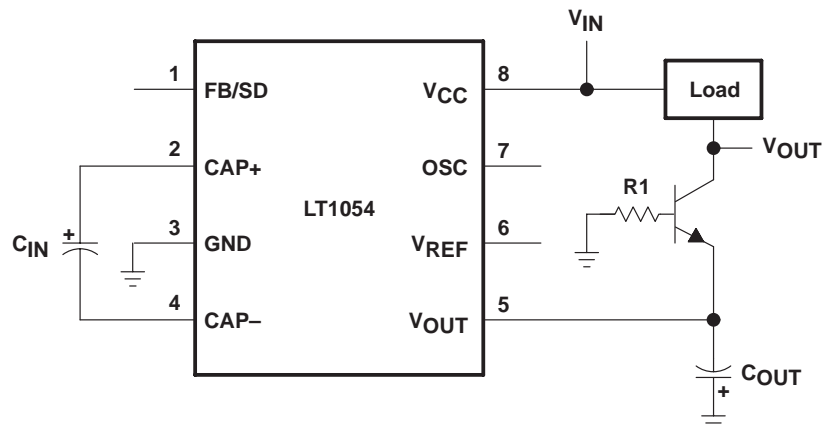 VIN
1
FB/SD
VCC
8
Load
2
CAP+
OSC
7
VOUT
LT1054
R1
CIN
+
3
GND
VREF
6
4
CAP–
VOUT
5
COUT
+